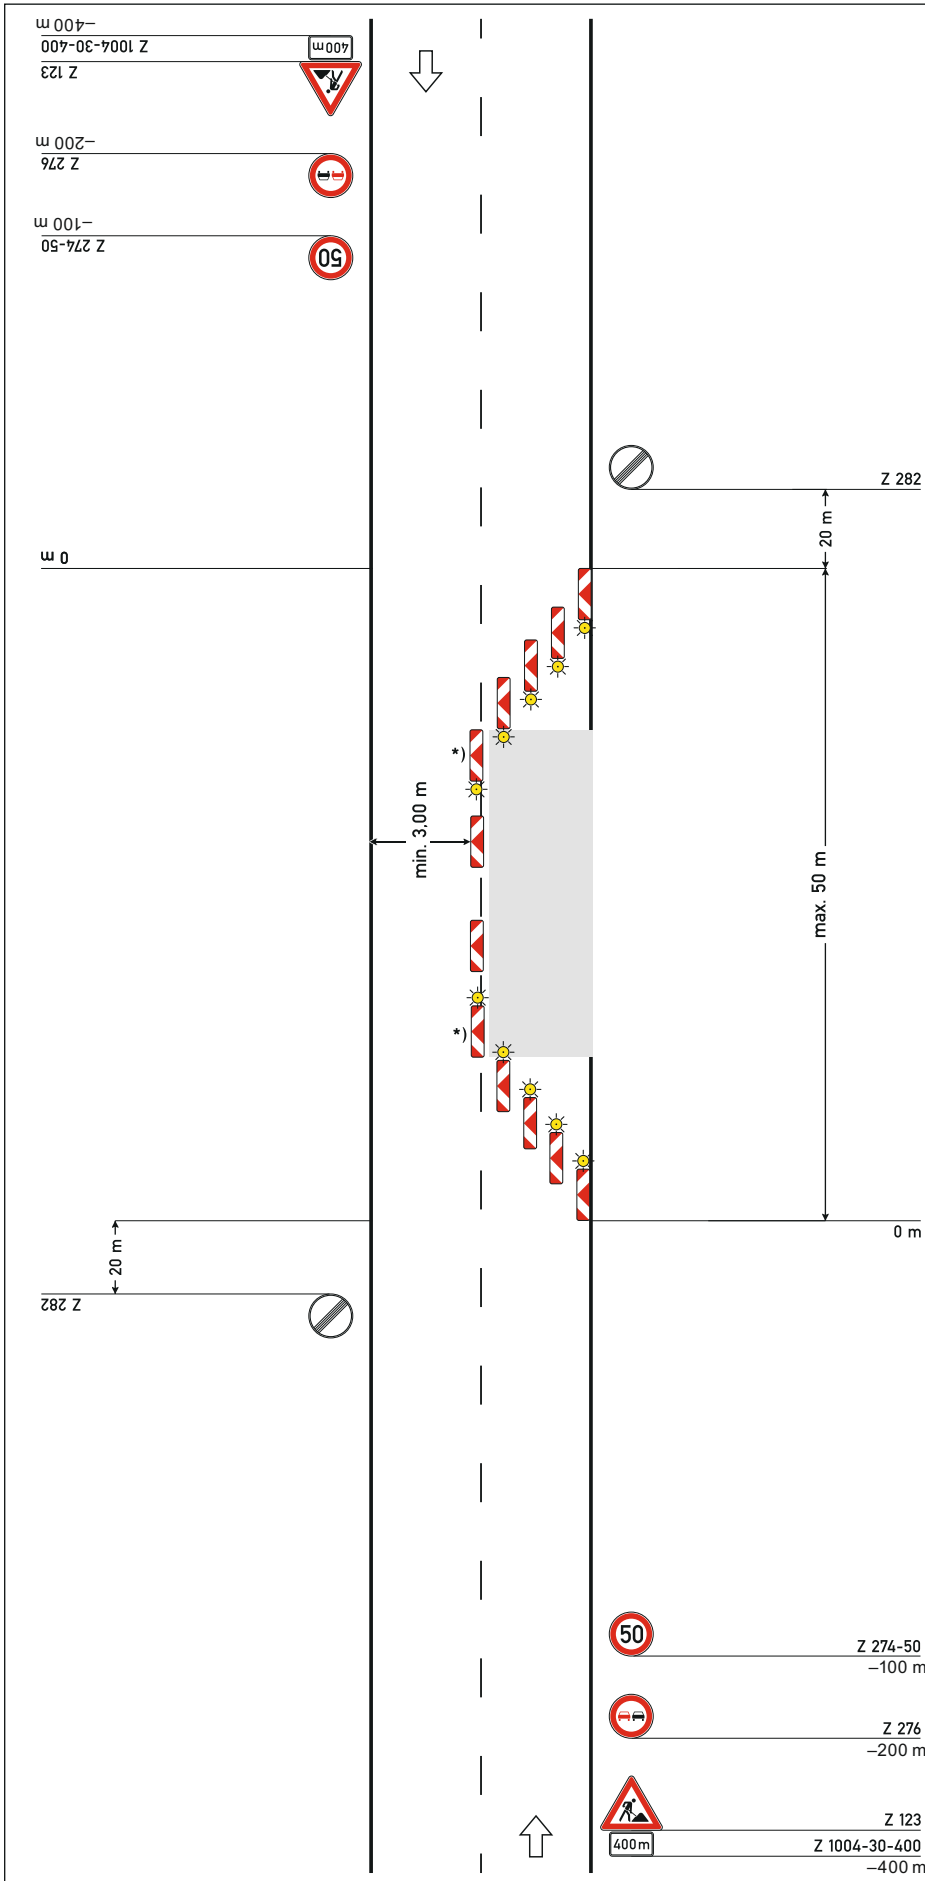 –400 m
Z 1004-30-400
400 m
Z 123
–200 m
Z 276
–100 m
Z 274-50
50
Z 282
20 m
0 m
*)
min. 3,00 m
max. 50 m
*)
0 m
20 m
Z 282
50
Z 274-50
–100 m
Z 276
–200 m
Z 123
400 m
Z 1004-30-400
–400 m